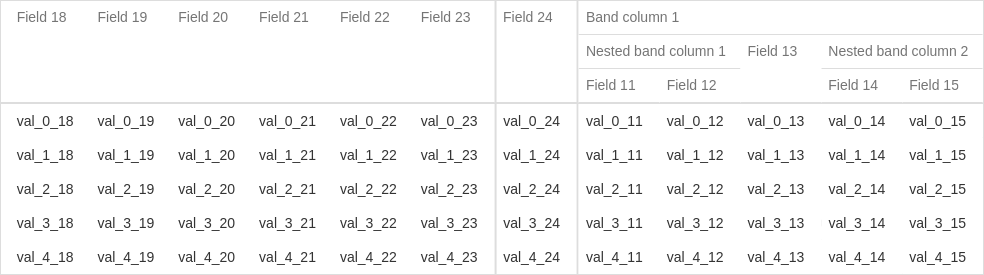 Field 18 Field 19 Field 20 Field 21 Field 22 Field 23 Field 24 Band column 1
Nested band column 1 Field 13 Nested band column 2
Field 11 Field 12 Field 14 Field 15
val_0_18 val_0_19 val_0_20 val_0_21 val_0_22 val_0_23 val_0_24 val_0_11 val_0_12 val_0_13 val_0_14 val_0_15
val_1_18 val_1_19 val_1_20 val_1_21 val_1_22 val_1_23 val_1_24 val_1_11 val_1_12 val_1_13 val_1_14 val_1_15
val_2_18 val_2_19 val_2_20 val_2_21 val_2_22 val_2_23 val_2_24 val_2_11 val_2_12 val_2_13 val_2_14 val_2_15
val_3_18 val_3_19 val_3_20 val_3_21 val_3_22 val_3_23 val_3_24 val_3_11 val_3_12 val_3_13 val_3_14 val_3_15
val_4_18 val_4_19 val_4_20 val_4_21 val_4_22 val_4_23 val_4_24 val_4_11 val_4_12 val_4_13 val_4_14 val_4_15